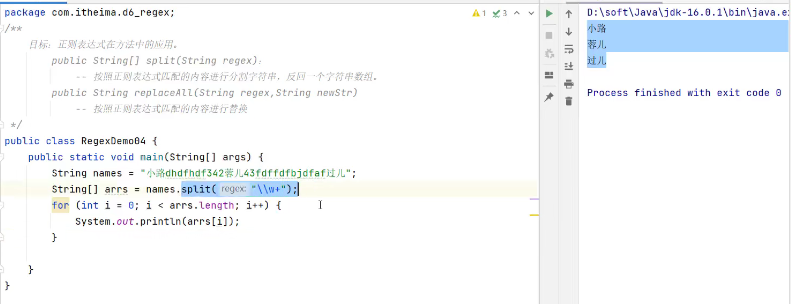 package com.itheima.d6_regex;
/**
目标：正则表达式在方法中的应用。
public String[] split(String regex)：
-- 按照正则表达式匹配的内容进行分割字符串，反回一个字符串数组。
public String replaceAll(String regex,String newStr)
-- 按照正则表达式匹配的内容进行替换
*/
public class RegexDemo04 {
public static void main(String[] args) {
String names = "小路dhdfhdf342蓉儿43fdffdfbjdfaf过儿";
String[] arrs = names.split( regex: "\\w+");
for (int i = 0; i < arrs.length; i++) {
System.out.println(arrs[i]);
}
}
}
1 3
D:\soft\Java\jdk-16.0.1\bin\java.ex
小路
蓉儿
过儿
Process finished with exit code 0